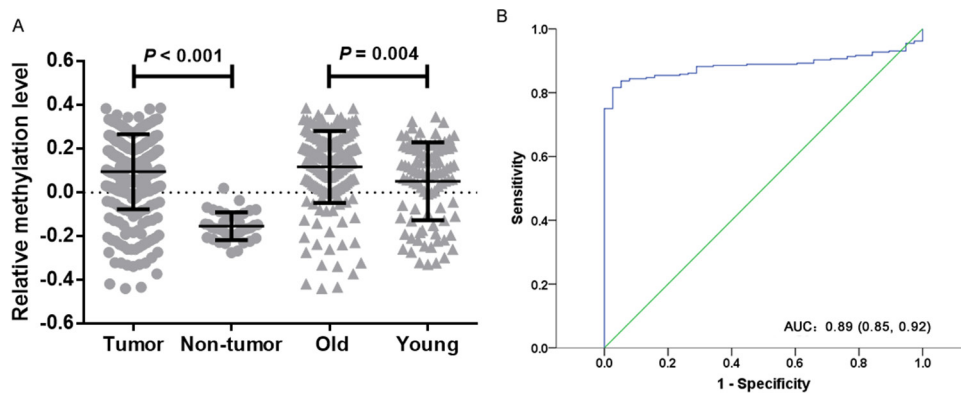 A
P < 0.001
P = 0.004
Relative methylation level
0.6
0.4
0.2
0.0
-0.2
-0.4
-0.6
Tumor Non-tumor Old Young
B
Sensitivity
1.0
0.8
0.6
0.4
0.2
0.0
AUC: 0.89 (0.85, 0.92)
0.0 0.2 0.4 0.6 0.8 1.0
1 - Specificity